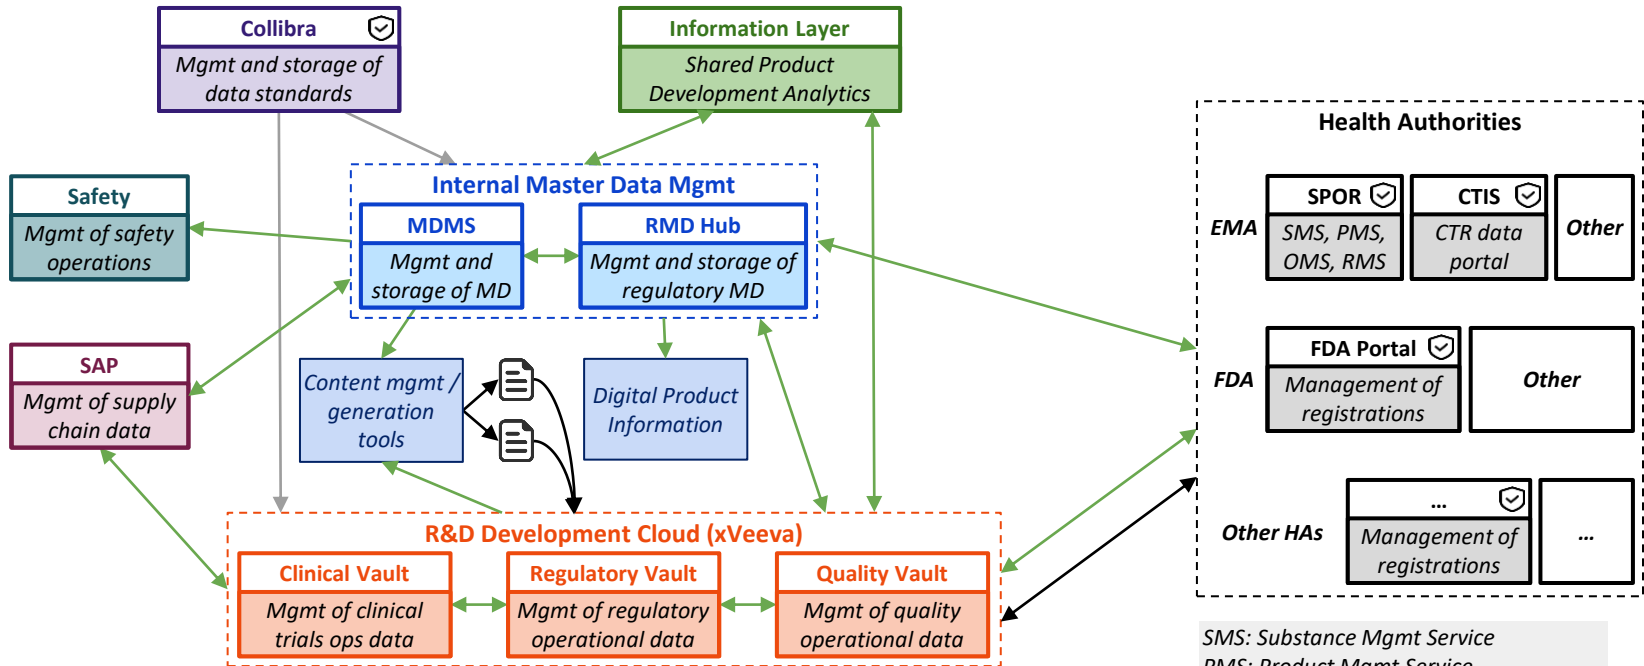 Collibra
Mgmt and storage of
data standards
Information Layer
Shared Product
Development Analytics
Health Authorities
Internal Master Data Mgmt
Safety
Mgmt of safety
operations
MDMS
Mgmt and
storage of MD
RMD Hub
Mgmt and storage of
regulatory MD
EMA
SPOR
SMS, PMS,
OMS, RMS
CTIS
CTR data
portal
Other
SAP
Mgmt of supply
chain data
Content mgmt /
generation
tools
Digital Product
Information
FDA
FDA Portal
Management of
registrations
Other
R&D Development Cloud (xVeeva)
Clinical Vault
Mgmt of clinical
trials ops data
Regulatory Vault
Mgmt of regulatory
operational data
Quality Vault
Mgmt of quality
operational data
Other HAs
...
Management of
registrations
...
SMS: Substance Mgmt Service
PMS: Product Mgmt Service